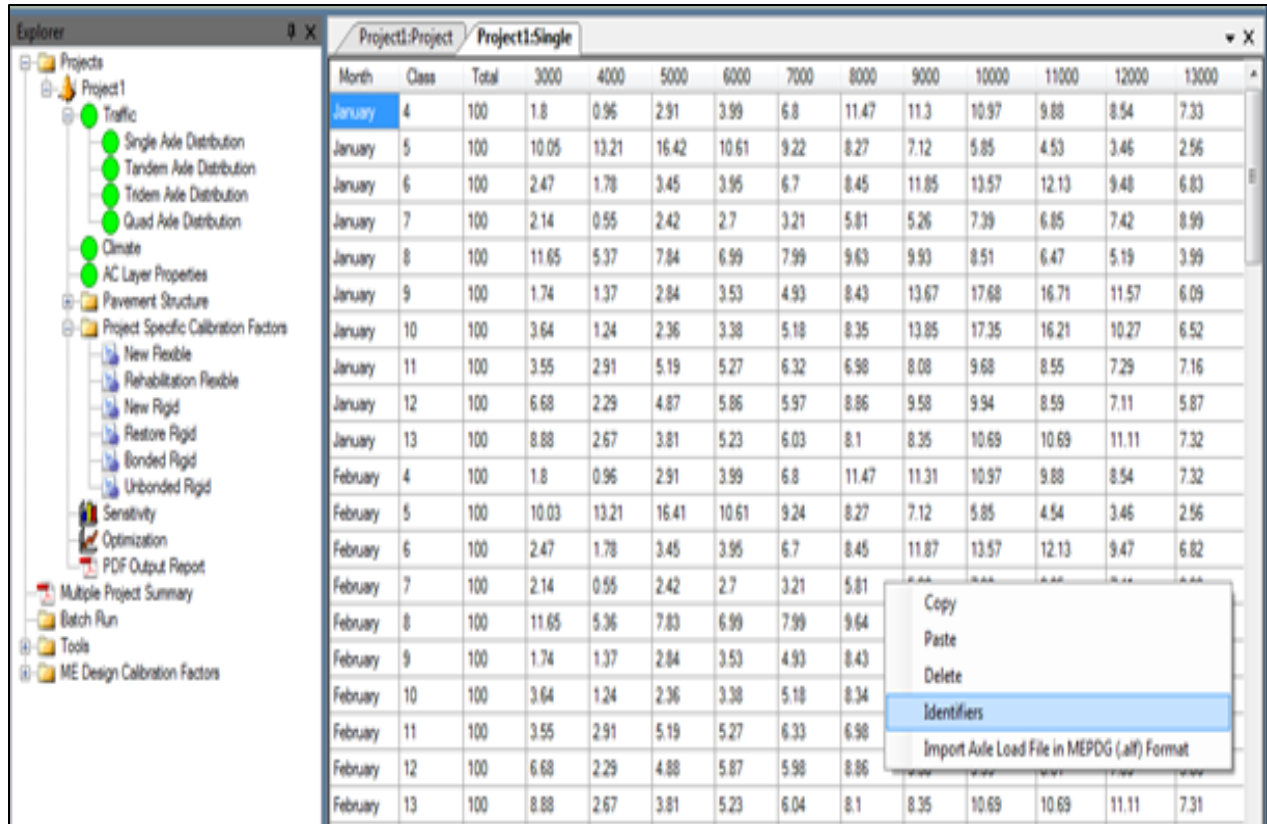 Explorer
Projects
Project1
Traffic
Single Axle Distribution
Tandem Axle Distribution
Tridem Axle Distribution
Quad Axle Distribution
Climate
AC Layer Properties
Pavement Structure
Project Specific Calibration Factors
New Flexible
Rehabilitation Flexible
New Rigid
Restore Rigid
Bonded Rigid
Unbonded Rigid
Sensitivity
Optimization
PDF Output Report
Multiple Project Summary
Batch Run
Tools
ME Design Calibration Factors
Project1:Project Project1:Single
Month Class Total 3000 4000 5000 6000 7000 8000 9000 10000 11000 12000 13000
January 4 100 1.8 0.96 2.91 3.99 6.8 11.47 11.3 10.97 9.88 8.54 7.33
January 5 100 10.05 13.21 16.42 10.61 9.22 8.27 7.12 5.85 4.53 3.46 2.56
January 6 100 2.47 1.78 3.45 3.95 6.7 8.45 11.85 13.57 12.13 9.48 6.83
January 7 100 2.14 0.55 2.42 2.7 3.21 5.81 5.26 7.39 6.85 7.42 8.99
January 8 100 11.65 5.37 7.84 6.99 7.99 9.63 9.93 8.51 6.47 5.19 3.99
January 9 100 1.74 1.37 2.84 3.53 4.93 8.43 13.67 17.68 16.71 11.57 6.09
January 10 100 3.64 1.24 2.36 3.38 5.18 8.35 13.85 17.35 16.21 10.27 6.52
January 11 100 3.55 2.91 5.19 5.27 6.32 6.98 8.08 9.68 8.55 7.29 7.16
January 12 100 6.68 2.29 4.87 5.86 5.97 8.86 9.58 9.94 8.59 7.11 5.87
January 13 100 8.88 2.67 3.81 5.23 6.03 8.1 8.35 10.69 10.69 11.11 7.32
February 4 100 1.8 0.96 2.91 3.99 6.8 11.47 11.31 10.97 9.88 8.54 7.32
February 5 100 10.03 13.21 16.41 10.61 9.24 8.27 7.12 5.85 4.54 3.46 2.56
February 6 100 2.47 1.78 3.45 3.95 6.7 8.45 11.87 13.57 12.13 9.47 6.82
February 7 100 2.14 0.55 2.42 2.7 3.21 5.81
February 8 100 11.65 5.36 7.83 6.99 7.99 9.64
February 9 100 1.74 1.37 2.84 3.53 4.93 8.43
February 10 100 3.64 1.24 2.36 3.38 5.18 8.34
February 11 100 3.55 2.91 5.19 5.27 6.33 6.98
February 12 100 6.68 2.29 4.88 5.87 5.98 8.86
February 13 100 8.88 2.67 3.81 5.23 6.04 8.1 8.35 10.69 10.69 11.11 7.31
Copy
Paste
Delete
Identifiers
Import Axle Load File in MEPDG (.alf) Format